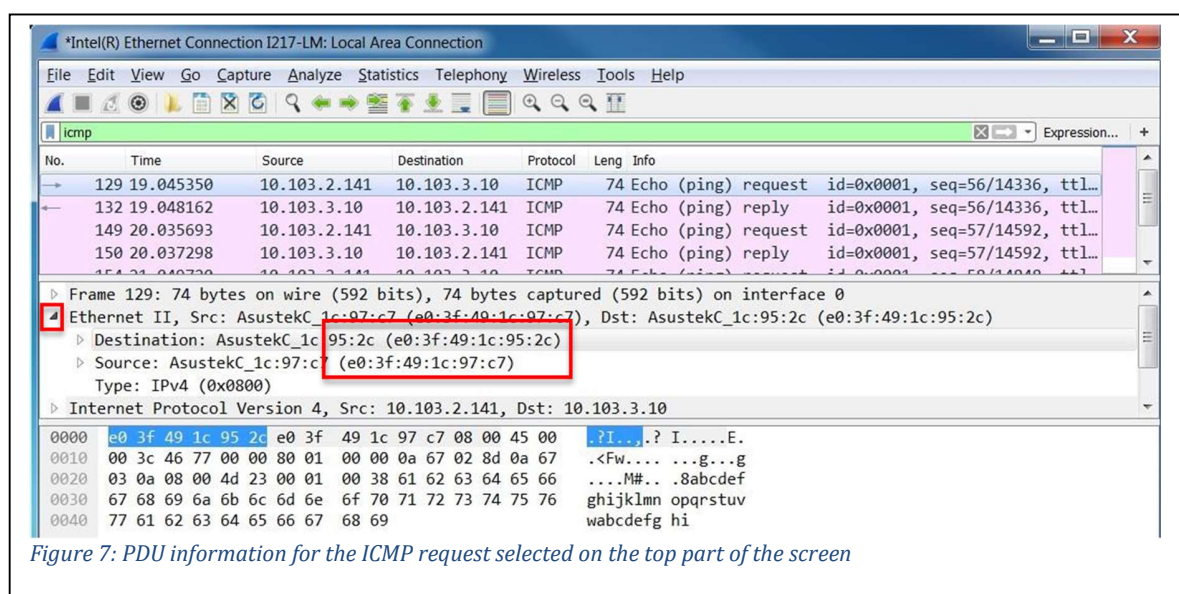 *Intel(R) Ethernet Connection I217-LM: Local Area Connection
File Edit View Go Capture Analyze Statistics Telephony Wireless Tools Help
icmp Expression... +
No. Time Source Destination Protocol Leng Info
129 19.045350 10.103.2.141 10.103.3.10 ICMP 74 Echo (ping) request id=0x0001, seq=56/14336, ttl…
132 19.048162 10.103.3.10 10.103.2.141 ICMP 74 Echo (ping) reply id=0x0001, seq=56/14336, ttl…
149 20.035693 10.103.2.141 10.103.3.10 ICMP 74 Echo (ping) request id=0x0001, seq=57/14592, ttl…
150 20.037298 10.103.3.10 10.103.2.141 ICMP 74 Echo (ping) reply id=0x0001, seq=57/14592, ttl…
Frame 129: 74 bytes on wire (592 bits), 74 bytes captured (592 bits) on interface 0
Ethernet II, Src: AsustekC_1c:97:c7 (e0:3f:49:1c:97:c7), Dst: AsustekC_1c:95:2c (e0:3f:49:1c:95:2c)
Destination: AsustekC_1c 95:2c (e0:3f:49:1c:95:2c)
Source: AsustekC_1c:97:c7 (e0:3f:49:1c:97:c7)
Type: IPv4 (0x0800)
Internet Protocol Version 4, Src: 10.103.2.141, Dst: 10.103.3.10
0000 e0 3f 49 1c 95 2c e0 3f 49 1c 97 c7 08 00 45 00 .?I..,.? I.....E.
0010 00 3c 46 77 00 00 80 01 00 00 0a 67 02 8d 0a 67 .<Fw.... ...g...g
0020 03 0a 08 00 4d 23 00 01 00 38 61 62 63 64 65 66 ....M#.. .8abcdef
0030 67 68 69 6a 6b 6c 6d 6e 6f 70 71 72 73 74 75 76 ghijklmn opqrstuv
0040 77 61 62 63 64 65 66 67 68 69 wabcdefg hi
Figure 7: PDU information for the ICMP request selected on the top part of the screen